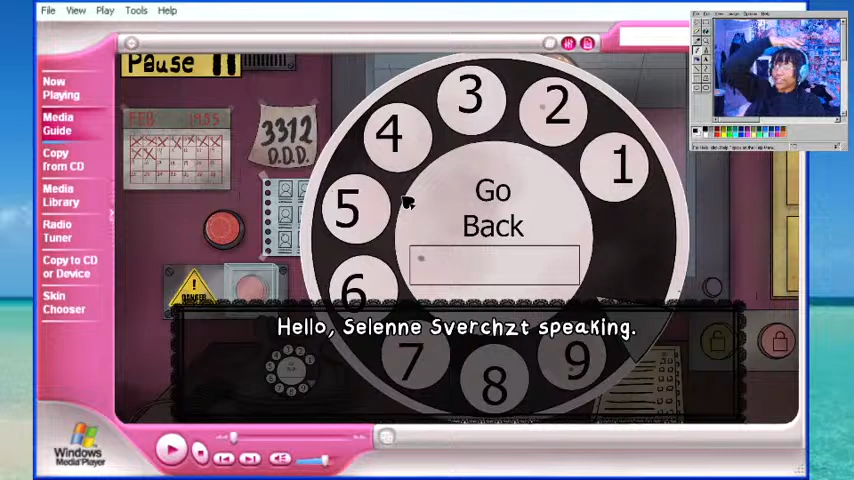 File View Play Tools Help
Now
Playing
Media
Guide
Copy
from CD
Media
Library
Radio
Tuner
Copy to CD
or Device
Skin
Chooser
Windows
Media Player
Pause II
FEB 1955
3312
D.D.D.
!
1
2
3
4
5
6
7
8
9
Go
Back
Hello, Selenne Sverchzt speaking.